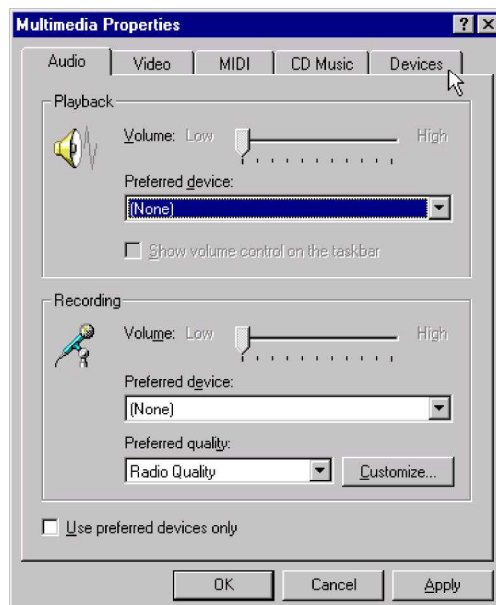 Multimedia Properties
Audio Video MIDI CD Music Devices
Playback
Volume: Low High
Preferred device:
(None)
Show volume control on the taskbar
Recording
Volume: Low High
Preferred device:
(None)
Preferred quality:
Radio Quality Customize...
Use preferred devices only
OK Cancel Apply